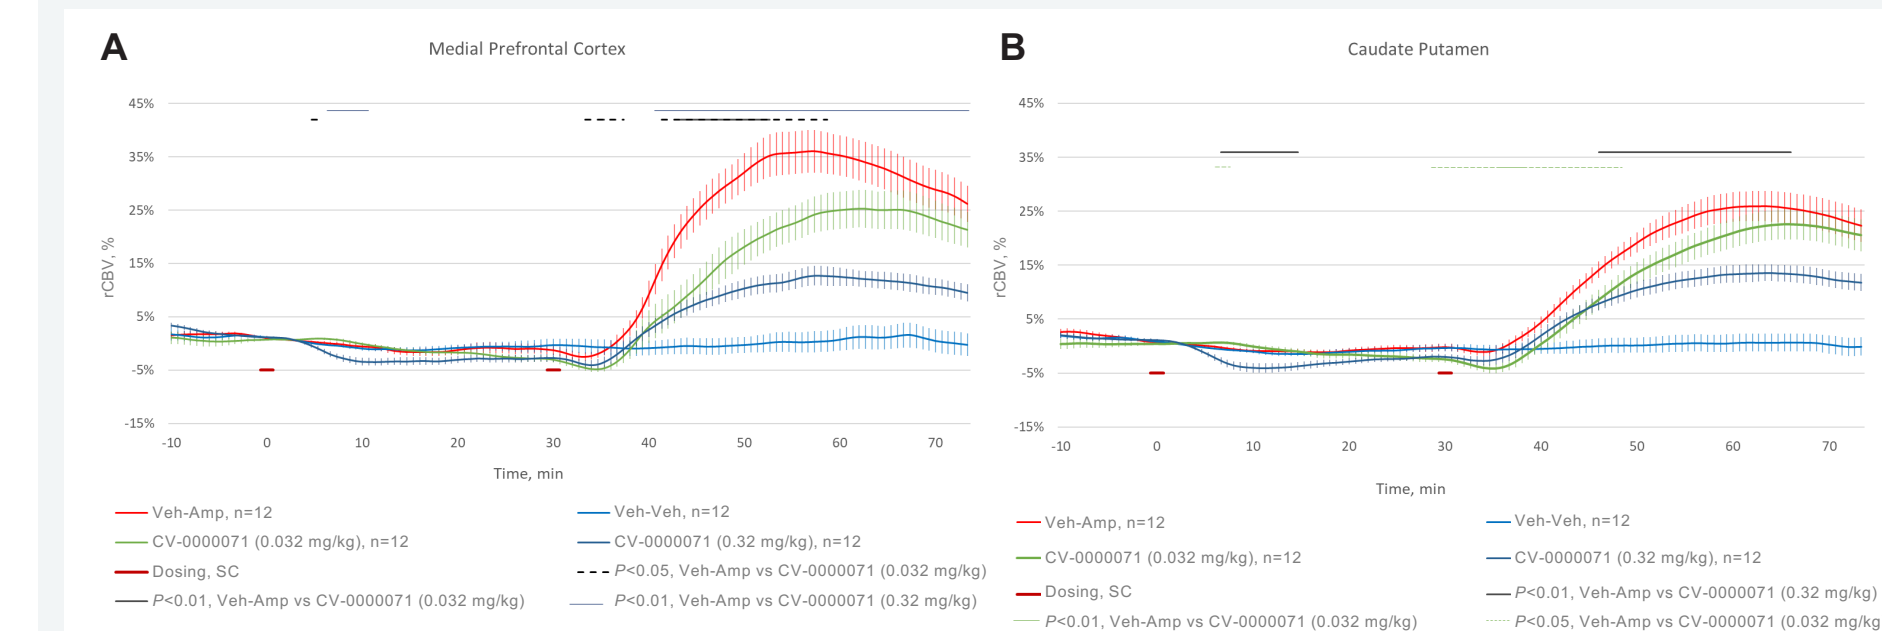 A
Medial Prefrontal Cortex
45%
35%
25%
15%
5%
-5%
-15%
rCBV, %
-10 0 10 20 30 40 50 60 70
Time, min
Veh-Amp, n=12
Veh-Veh, n=12
CV-0000071 (0.032 mg/kg), n=12
CV-0000071 (0.32 mg/kg), n=12
Dosing, SC
P<0.05, Veh-Amp vs CV-0000071 (0.032 mg/kg)
P<0.01, Veh-Amp vs CV-0000071 (0.032 mg/kg)
P<0.01, Veh-Amp vs CV-0000071 (0.32 mg/kg)
B
Caudate Putamen
45%
35%
25%
15%
5%
-5%
-15%
rCBV, %
-10 0 10 20 30 40 50 60 70
Time, min
Veh-Amp, n=12
Veh-Veh, n=12
CV-0000071 (0.032 mg/kg), n=12
CV-0000071 (0.32 mg/kg), n=12
Dosing, SC
P<0.01, Veh-Amp vs CV-0000071 (0.32 mg/kg)
P<0.01, Veh-Amp vs CV-0000071 (0.032 mg/kg)
P<0.05, Veh-Amp vs CV-0000071 (0.032 mg/kg